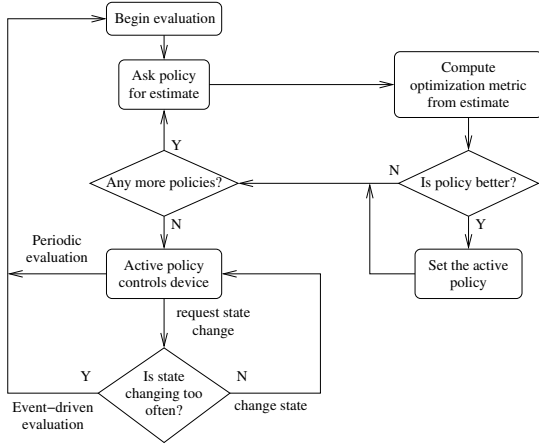 Begin evaluation
Ask policy
for estimate
Compute
optimization metric
from estimate
Y
N
Any more policies?
Is policy better?
N
Y
Periodic
evaluation
Active policy
controls device
Set the active
policy
request state
change
Y
Is state
changing too
often?
N
Event−driven
evaluation
change state